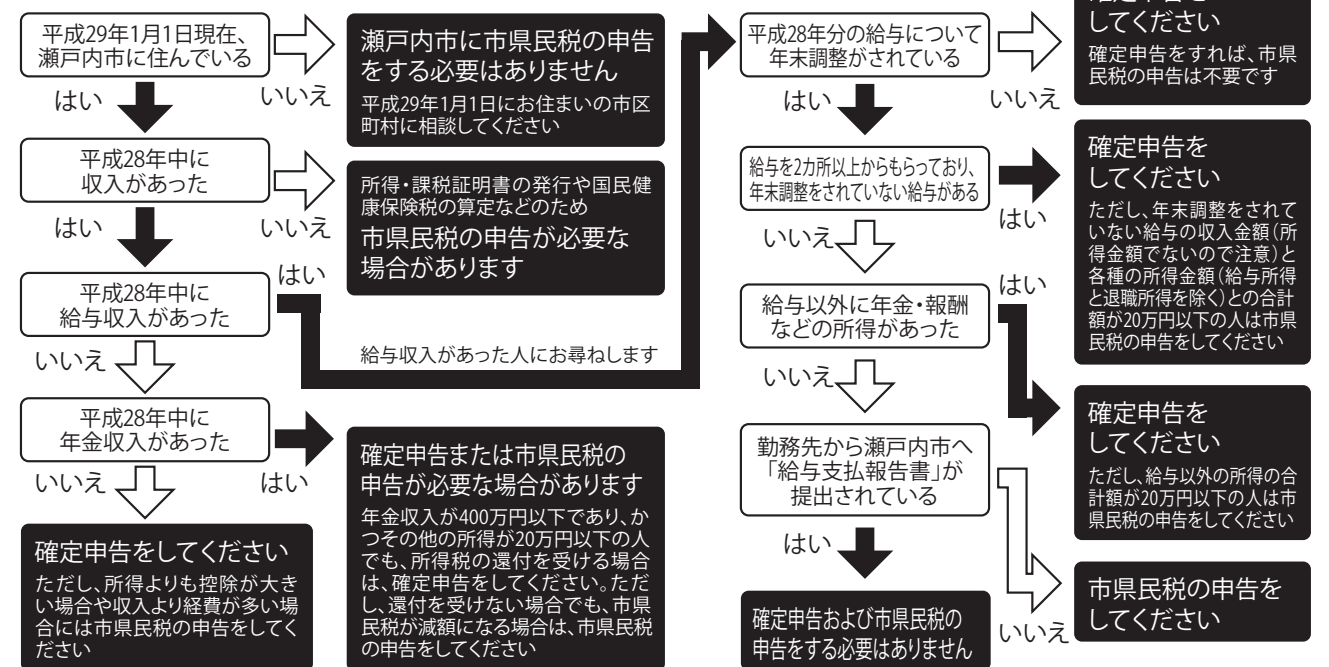 平成29年1月1日現在、
瀬戸内市に住んでいる
はい
いいえ
瀬戸内市に市県民税の申告
をする必要はありません
平成29年1月1日にお住まいの市区
町村に相談してください
平成28年中に
収入があった
はい
いいえ
所得・課税証明書の発行や国民健
康保険税の算定などのため
市県民税の申告が必要な
場合があります
平成28年中に
給与収入があった
はい
いいえ
給与収入があった人にお尋ねします
平成28年中に
年金収入があった
いいえ
はい
確定申告または市県民税の
申告が必要な場合があります
年金収入が400万円以下であり、か
つその他の所得が20万円以下の人
でも、所得税の還付を受ける場合
は、確定申告をしてください。ただ
し、還付を受けない場合でも、市県
民税が減額になる場合は、市県民税
の申告をしてください
確定申告をしてください
ただし、所得よりも控除が大き
い場合や収入より経費が多い場
合には市県民税の申告をしてく
ださい
平成28年分の給与について
年末調整がされている
はい
いいえ
してください
確定申告をすれば、市県
民税の申告は不要です
給与を2カ所以上からもらっており、
年末調整をされていない給与がある
はい
いいえ
確定申告を
してください
ただし、年末調整をされて
いない給与の収入金額（所
得金額でないので注意）と
各種の所得金額（給与所得
と退職所得を除く）との合計
額が20万円以下の人は市県
民税の申告をしてください
給与以外に年金・報酬
などの所得があった
はい
いいえ
確定申告を
してください
ただし、給与以外の所得の合
計額が20万円以下の人は市
県民税の申告をしてください
勤務先から瀬戸内市へ
「給与支払報告書」が
提出されている
はい
いいえ
確定申告および市県民税の
申告をする必要はありません
市県民税の申告を
してください